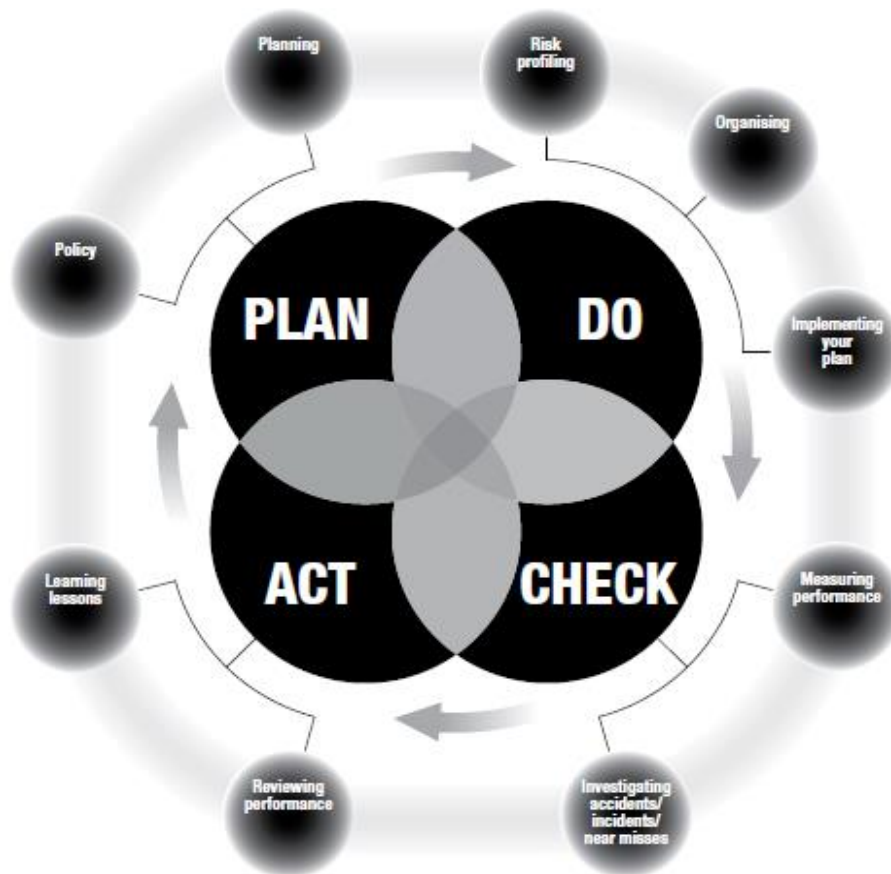 Planning
Risk
profiling
Organising
Policy
PLAN
DO
Implementing
your
plan
Learning
lessons
ACT
CHECK
Measuring
performance
Reviewing
performance
Investigating
accidents/
incidents/
near misses